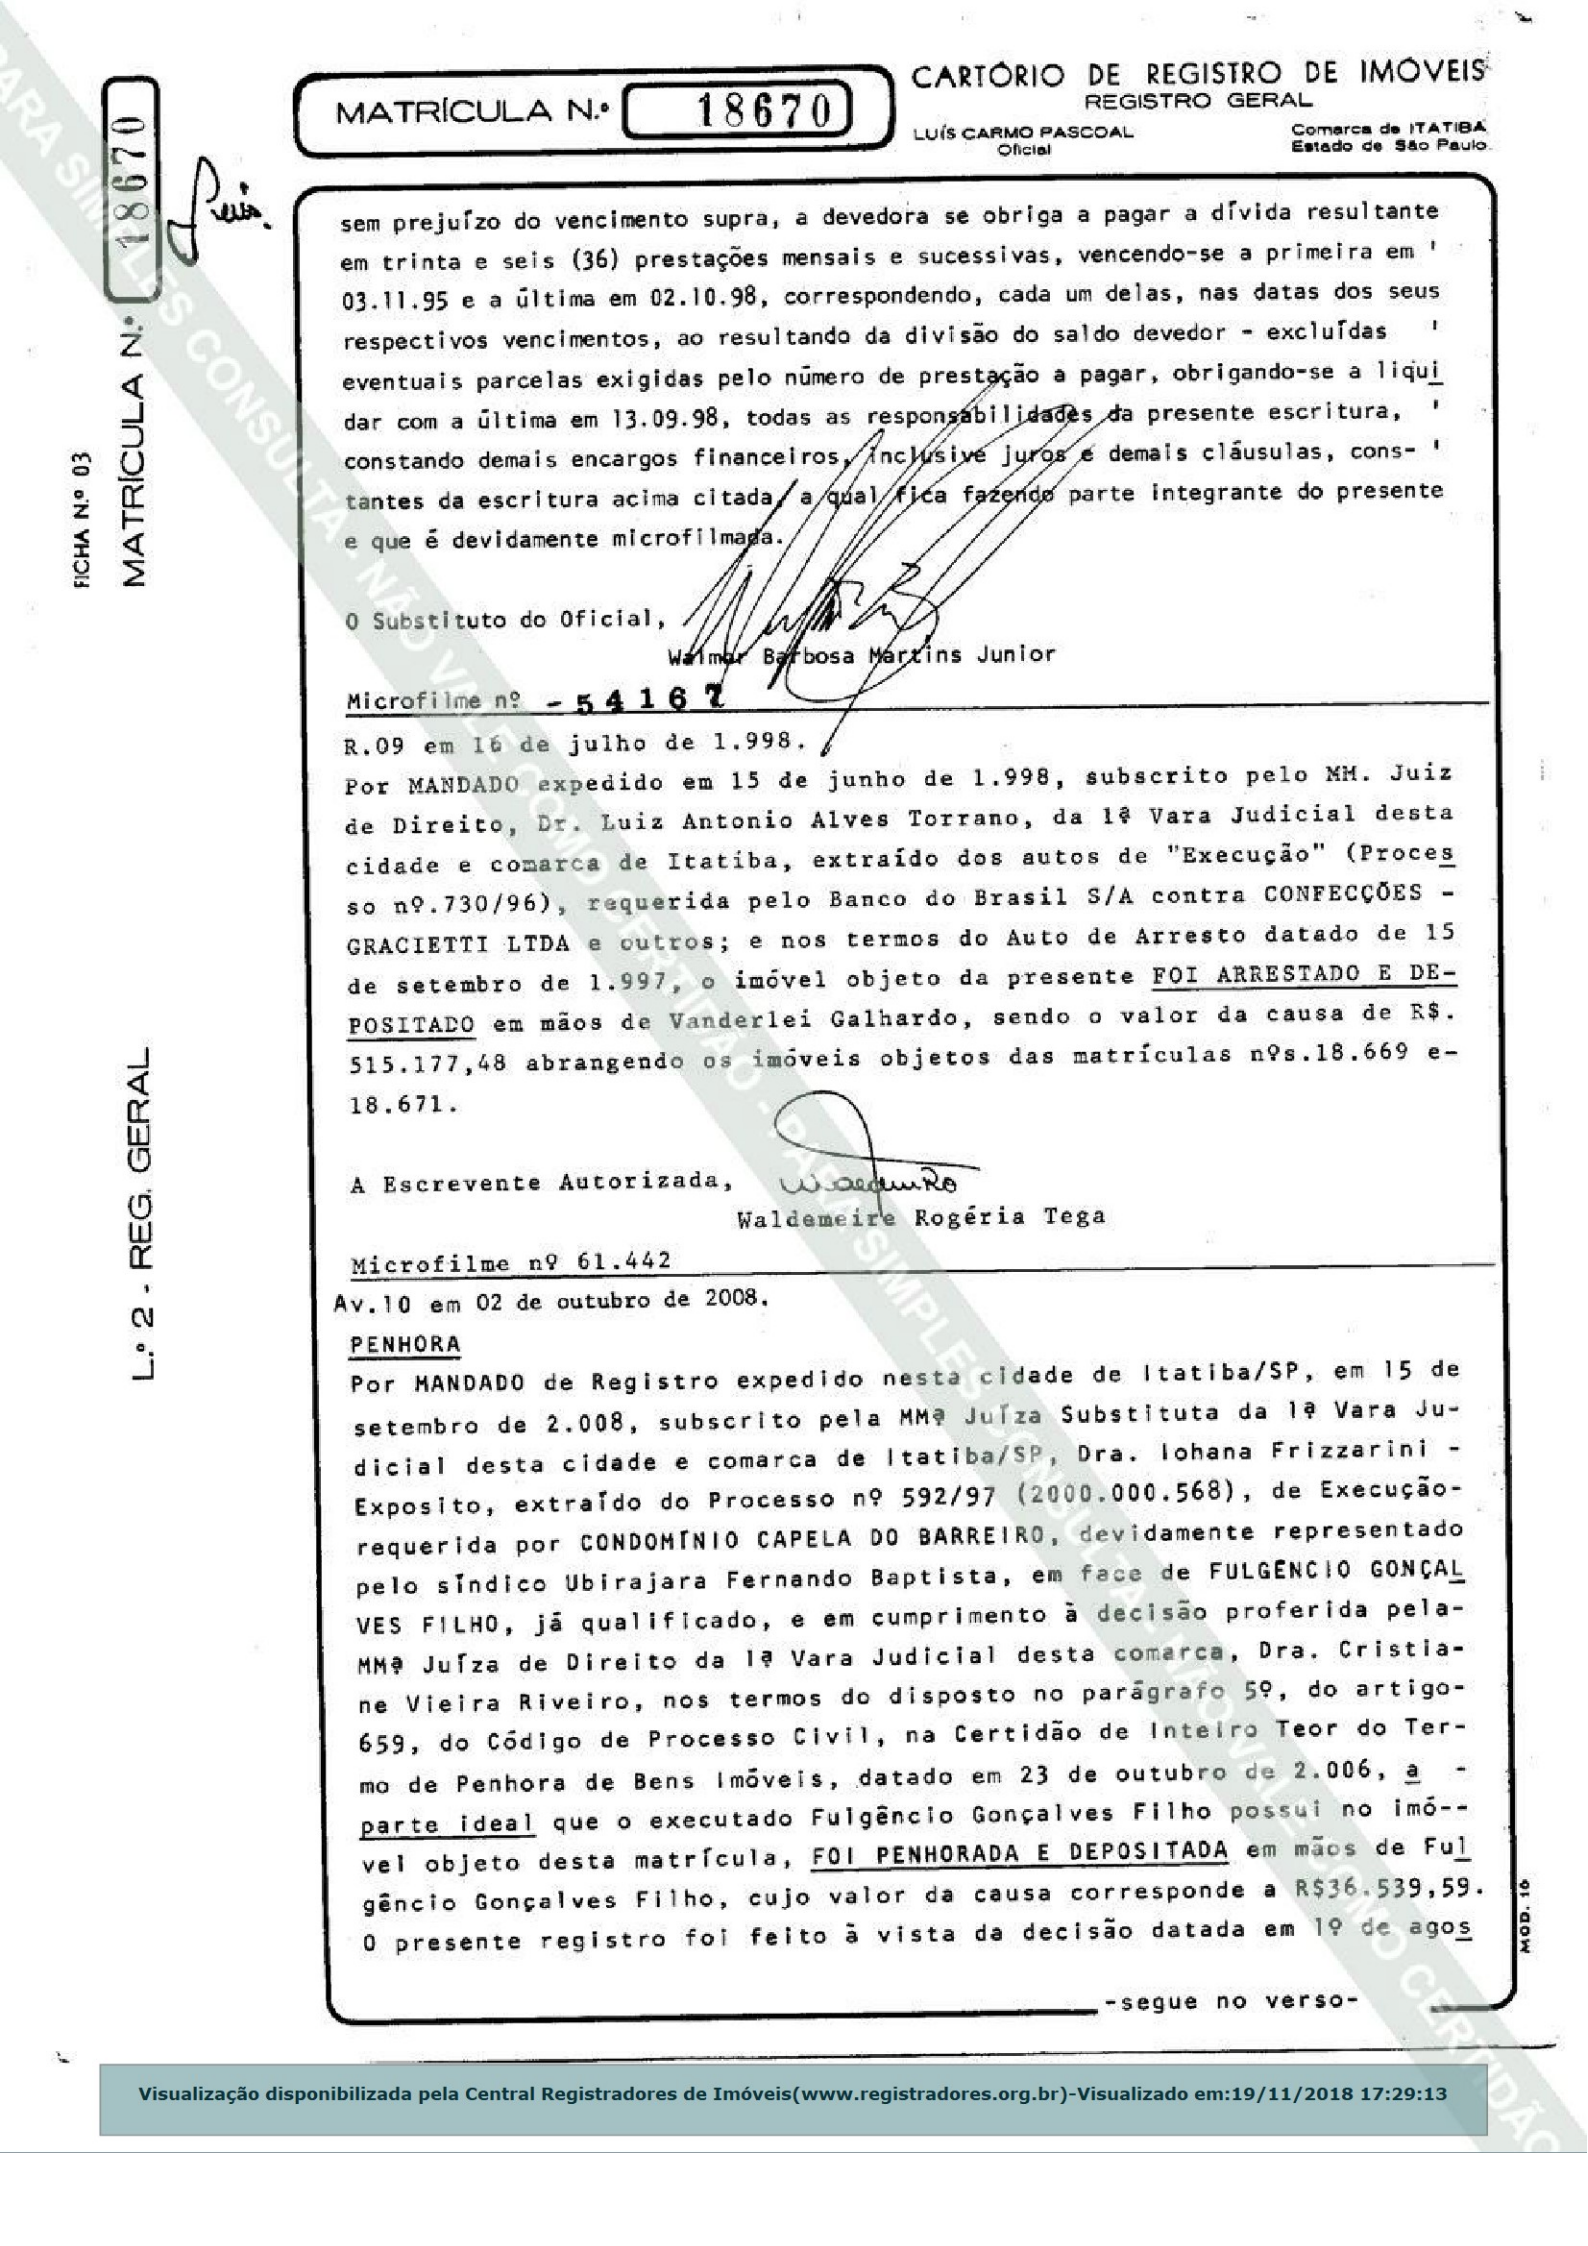 MATRÍCULA N.º 18670
CARTÓRIO DE REGISTRO DE IMÓVEIS
REGISTRO GERAL
LUÍS CARMO PASCOAL
Oficial
Comarca de ITATIBA
Estado de São Paulo.
FICHA N.º 03
MATRÍCULA N.º 18670
L.º 2 - REG. GERAL
sem prejuízo do vencimento supra, a devedora se obriga a pagar a dívida resultante
em trinta e seis (36) prestações mensais e sucessivas, vencendo-se a primeira em '
03.11.95 e a última em 02.10.98, correspondendo, cada um delas, nas datas dos seus
respectivos vencimentos, ao resultando da divisão do saldo devedor - excluídas '
eventuais parcelas exigidas pelo número de prestação a pagar, obrigando-se a liqui
dar com a última em 13.09.98, todas as responsabilidades da presente escritura, '
constando demais encargos financeiros, inclusive juros e demais cláusulas, cons- '
tantes da escritura acima citada, a qual fica fazendo parte integrante do presente
e que é devidamente microfilmada.
O Substituto do Oficial,
Walmor Barbosa Martins Junior
Microfilme nº - 54167
R.09 em 16 de julho de 1.998.
Por MANDADO expedido em 15 de junho de 1.998, subscrito pelo MM. Juiz
de Direito, Dr. Luiz Antonio Alves Torrano, da 1ª Vara Judicial desta
cidade e comarca de Itatiba, extraído dos autos de "Execução" (Proces
so nº.730/96), requerida pelo Banco do Brasil S/A contra CONFECÇÕES -
GRACIETTI LTDA e outros; e nos termos do Auto de Arresto datado de 15
de setembro de 1.997, o imóvel objeto da presente FOI ARRESTADO E DE-
POSITADO em mãos de Vanderlei Galhardo, sendo o valor da causa de R$.
515.177,48 abrangendo os imóveis objetos das matrículas nºs.18.669 e-
18.671.
A Escrevente Autorizada,
Waldemeire Rogéria Tega
Microfilme nº 61.442
Av.10 em 02 de outubro de 2008.
PENHORA
Por MANDADO de Registro expedido nesta cidade de Itatiba/SP, em 15 de
setembro de 2.008, subscrito pela MMª Juíza Substituta da 1ª Vara Ju-
dicial desta cidade e comarca de Itatiba/SP, Dra. Iohana Frizzarini -
Exposito, extraído do Processo nº 592/97 (2000.000.568), de Execução-
requerida por CONDOMÍNIO CAPELA DO BARREIRO, devidamente representado
pelo síndico Ubirajara Fernando Baptista, em face de FULGÊNCIO GONÇAL
VES FILHO, já qualificado, e em cumprimento à decisão proferida pela-
MMª Juíza de Direito da 1ª Vara Judicial desta comarca, Dra. Cristia-
ne Vieira Riveiro, nos termos do disposto no parágrafo 5º, do artigo-
659, do Código de Processo Civil, na Certidão de Inteiro Teor do Ter-
mo de Penhora de Bens Imóveis, datado em 23 de outubro de 2.006, a -
parte ideal que o executado Fulgêncio Gonçalves Filho possui no imó--
vel objeto desta matrícula, FOI PENHORADA E DEPOSITADA em mãos de Ful
gêncio Gonçalves Filho, cujo valor da causa corresponde a R$36.539,59.
O presente registro foi feito à vista da decisão datada em 1º de agos
-segue no verso-
MOD. 16
PARA SIMPLES CONSULTA - NÃO VALE COMO CERTIDÃO - PARA SIMPLES CONSULTA - NÃO VALE COMO CERTIDÃO
Visualização disponibilizada pela Central Registradores de Imóveis(www.registradores.org.br)-Visualizado em:19/11/2018 17:29:13